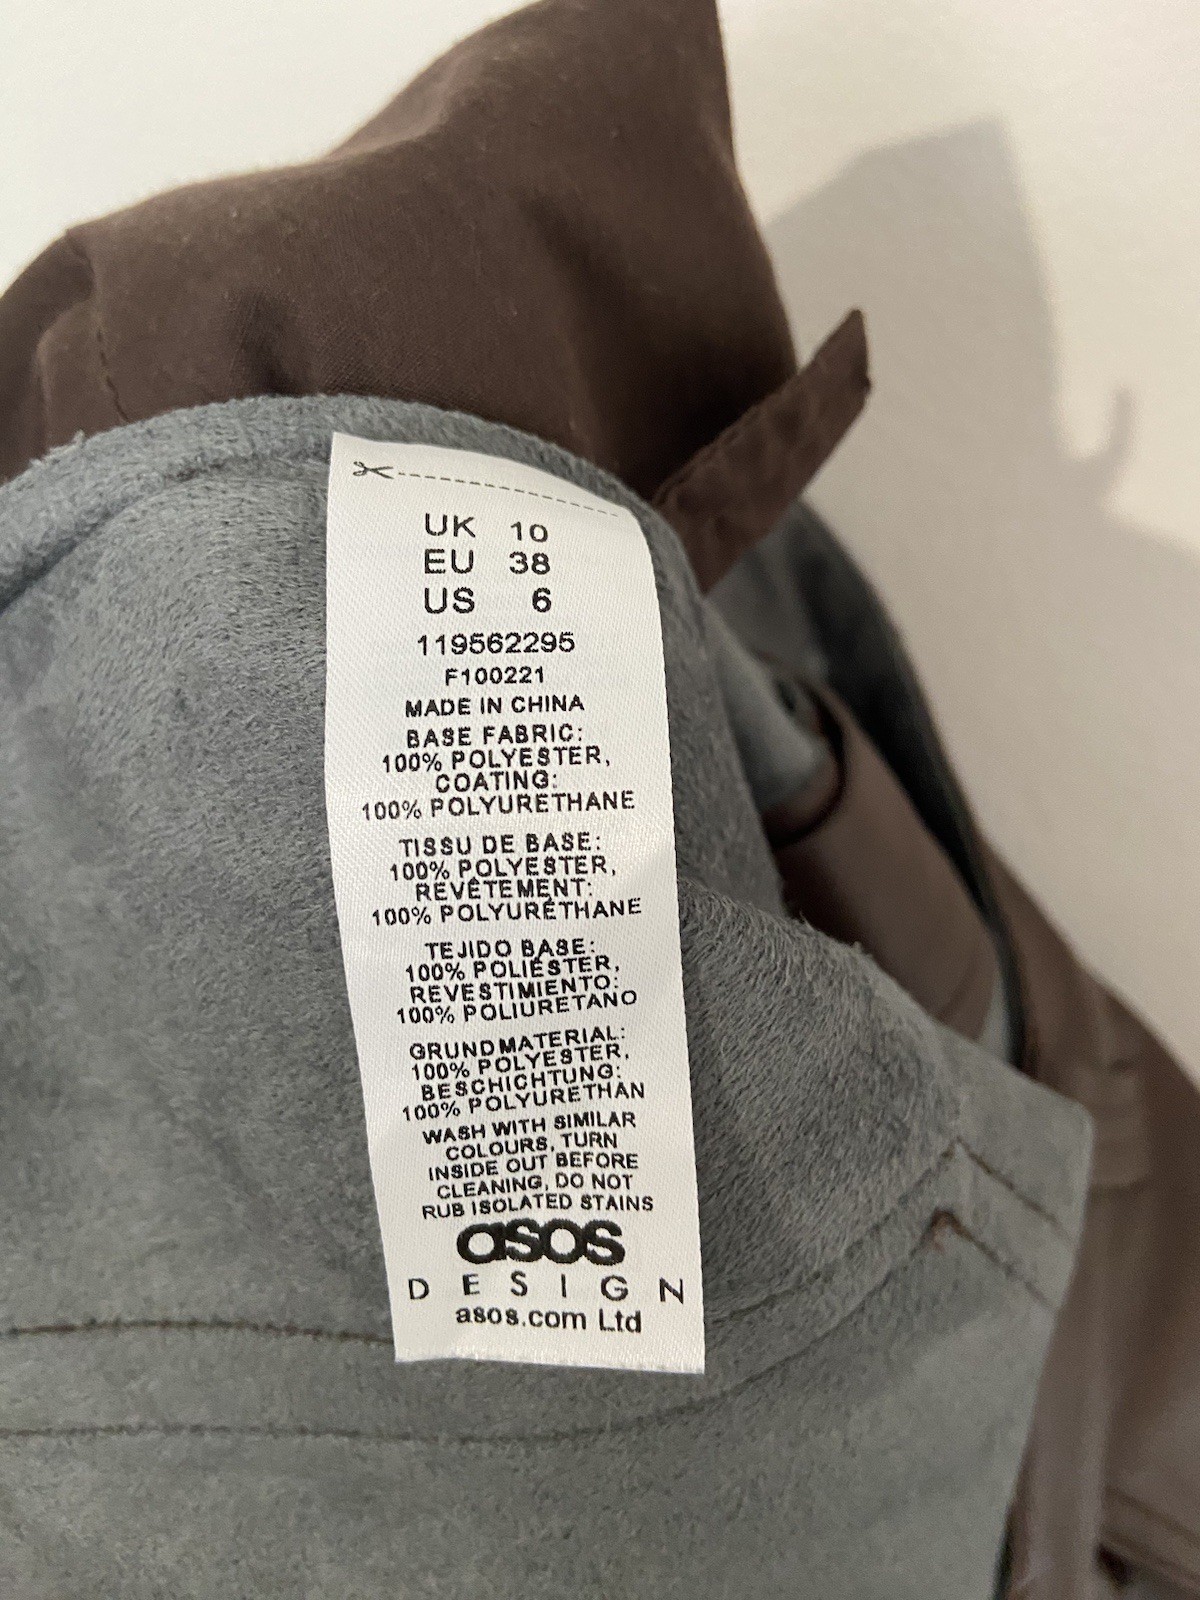 UK 10
EU 38
US 6
119562295
F100221
MADE IN CHINA
BASE FABRIC:
100% POLYESTER,
COATING:
100% POLYURETHANE
TISSU DE BASE:
100% POLYESTER,
REVÊTEMENT:
100% POLYURÉTHANE
TEJIDO BASE:
100% POLIÉSTER,
REVESTIMIENTO:
100% POLIURETANO
GRUNDMATERIAL:
100% POLYESTER,
BESCHICHTUNG:
100% POLYURETHAN
WASH WITH SIMILAR
COLOURS, TURN
INSIDE OUT BEFORE
CLEANING, DO NOT
RUB ISOLATED STAINS
asos
DESIGN
asos.com Ltd